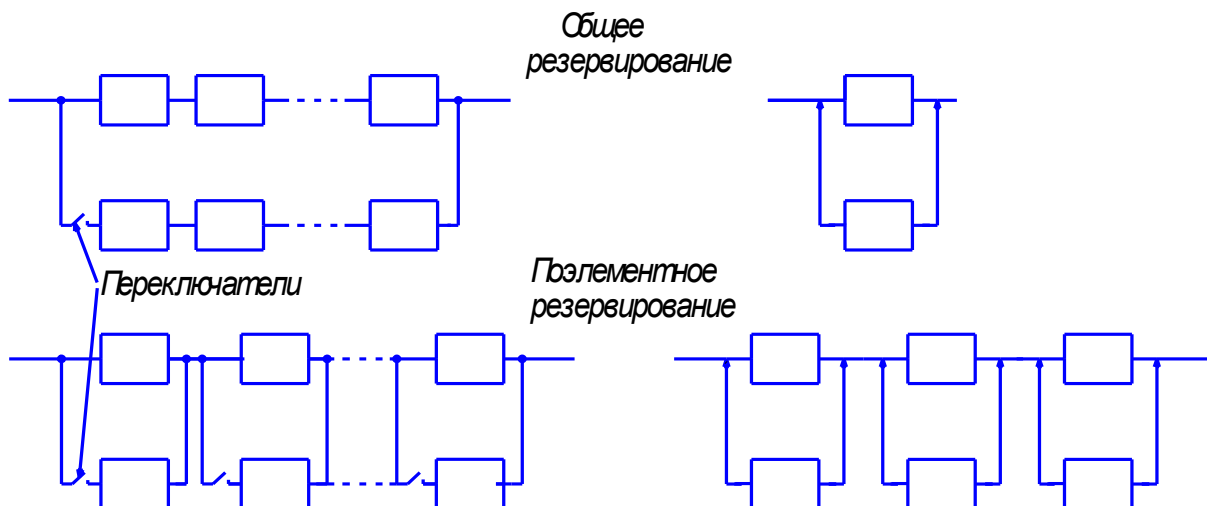 Общее
резервирование
Переключатели
Поэлементное
резервирование